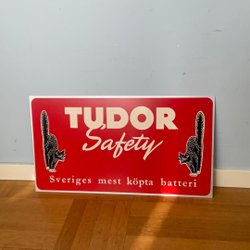 TUDOR
Safety
Sveriges mest köpta batteri